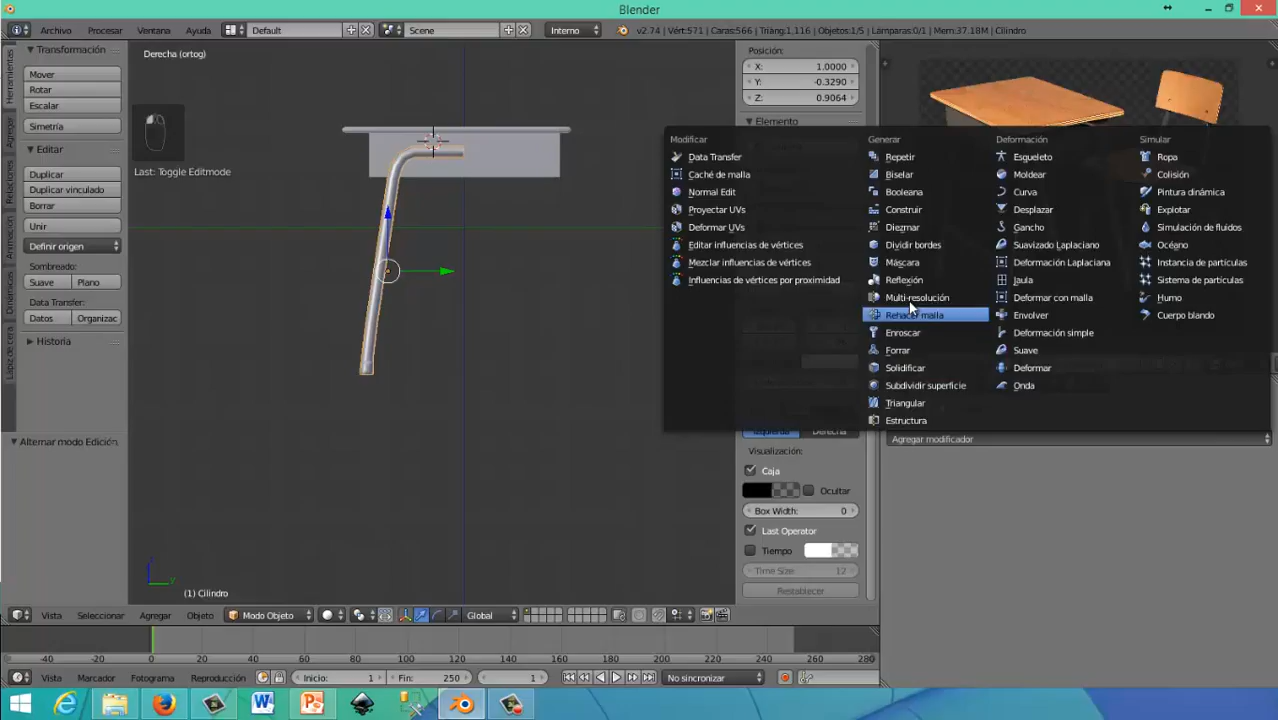 Blender
Archivo Procesar Ventana Ayuda Default Scene Interno v2.74 | Vért:571 | Caras:566 | Triáng:1,116 | Objetos:1/5 | Lámparas:0/1 | Mem:37.18M | Cilindro
Herramientas
Agregar
Relaciones
Animación
Dinámicas
Lápiz de cera
Transformación
Mover
Rotar
Escalar
Simetría
Editar
Duplicar
Duplicar vinculado
Borrar
Unir
Definir origen
Sombreado:
Suave Plano
Data Transfer:
Datos Organizac
Historia
Alternar modo Edición
Derecha (ortog)
Last: Toggle Editmode
(1) Cilindro
Posición:
X: 1.0000
Y: -0.3290
Z: 0.9064
Elemento
Modificar
Data Transfer
Caché de malla
Normal Edit
Proyectar UVs
Deformar UVs
Editar influencias de vértices
Mezclar influencias de vértices
Influencias de vértices por proximidad
Generar
Repetir
Biselar
Booleana
Construir
Diezmar
Dividir bordes
Máscara
Reflexión
Multi-resolución
Rehacer malla
Enroscar
Forrar
Solidificar
Subdividir superficie
Triangular
Estructura
Deformación
Esqueleto
Moldear
Curva
Desplazar
Gancho
Suavizado Laplaciano
Deformación Laplaciana
Jaula
Deformar con malla
Envolver
Deformación simple
Suave
Deformar
Onda
Simular
Ropa
Colisión
Pintura dinámica
Explotar
Simulación de fluidos
Océano
Instancia de partículas
Sistema de partículas
Humo
Cuerpo blando
Izquierdo Derecha
Agregar modificador
Visualización:
Caja
Ocultar
Box Width: 0
Last Operator
Tiempo
Time Size: 12
Restablecer
Vista Seleccionar Agregar Objeto Modo Objeto Global
-40 -20 0 20 40 60 80 100 120 140 160 180 200 220 240 260 280
Vista Marcador Fotograma Reproducción Inicio: 1 Fin: 250 1 No sincronizar